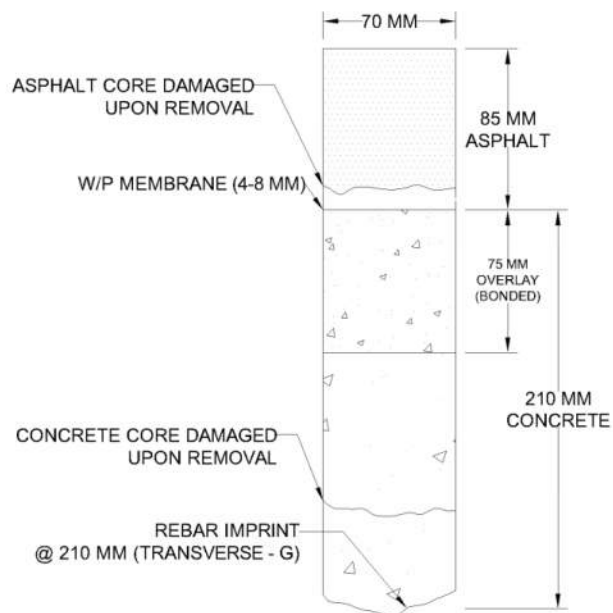 70 MM
ASPHALT CORE DAMAGED
UPON REMOVAL
85 MM
ASPHALT
W/P MEMBRANE (4-8 MM)
75 MM
OVERLAY
(BONDED)
210 MM
CONCRETE
CONCRETE CORE DAMAGED
UPON REMOVAL
REBAR IMPRINT
@ 210 MM (TRANSVERSE - G)